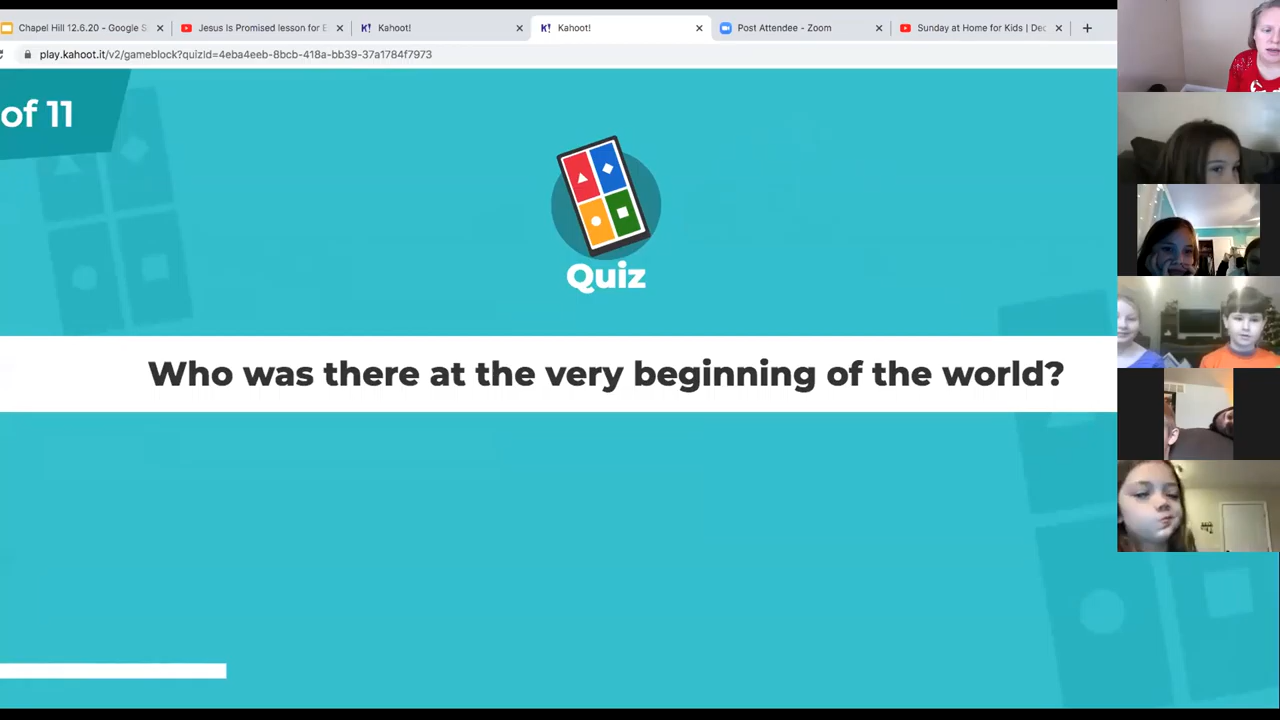 Chapel Hill 12.6.20 - Google S
Jesus Is Promised lesson for E
Kahoot!
Kahoot!
Post Attendee - Zoom
Sunday at Home for Kids | Dec
play.kahoot.it/v2/gameblock?quizId=4eba4eeb-8bcb-418a-bb39-37a1784f7973
of 11
Quiz
Who was there at the very beginning of the world?